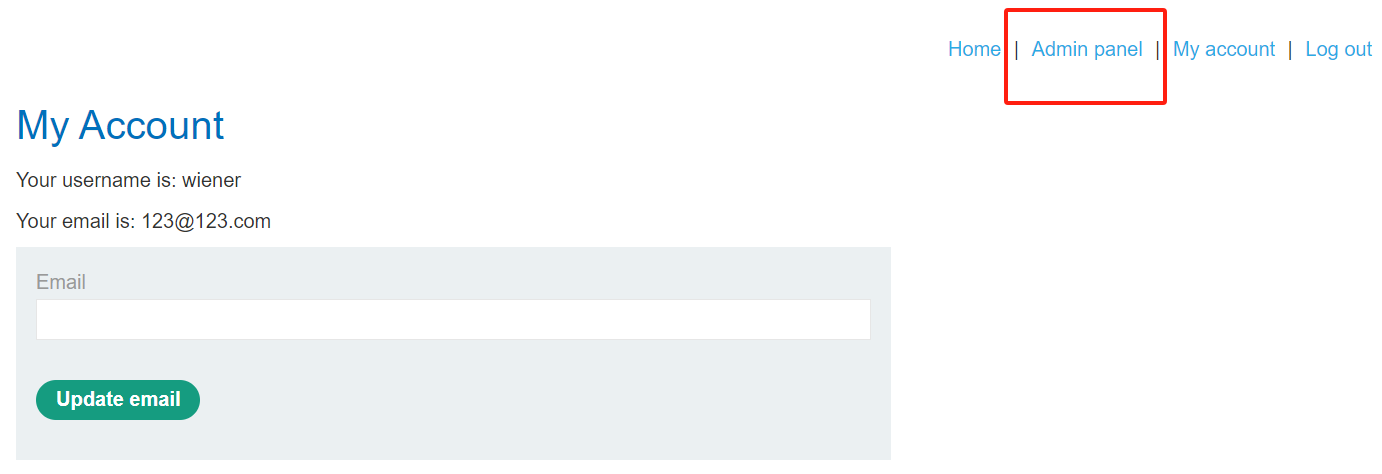 Home | Admin panel | My account | Log out
My Account
Your username is: wiener
Your email is: 123@123.com
Email
Update email